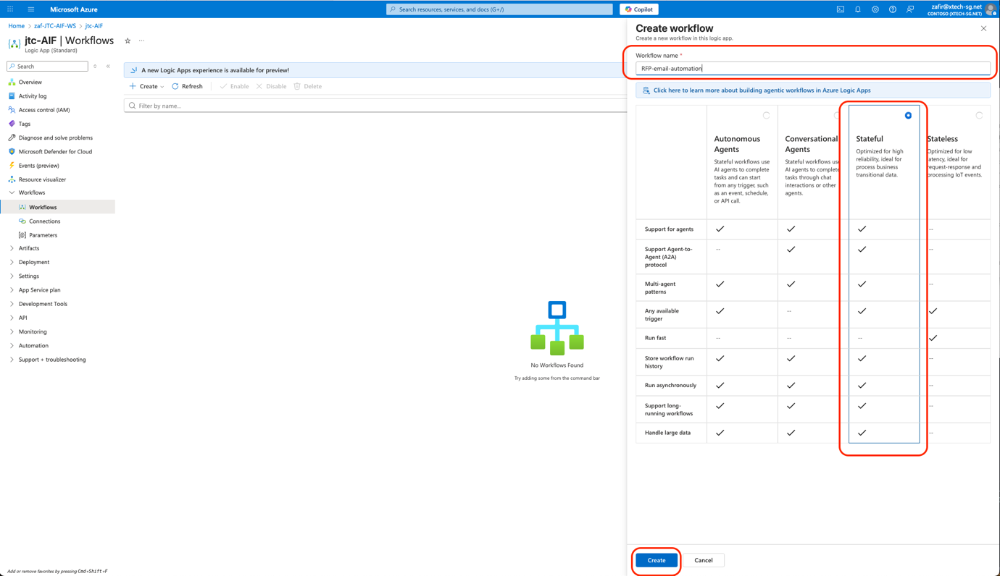 Microsoft Azure
Search resources, services, and docs (G+/)
Copilot
zafir@xtech-sg.net
CONTOSO (XTECH-SG.NET)
Home > zaf-JTC-AIF-WS > jtc-AIF
jtc-AIF | Workflows
Logic App (Standard)
Search
Overview
Activity log
Access control (IAM)
Tags
Diagnose and solve problems
Microsoft Defender for Cloud
Events (preview)
Resource visualizer
Workflows
Workflows
Connections
Parameters
Artifacts
Deployment
Settings
App Service plan
Development Tools
API
Monitoring
Automation
Support + troubleshooting
Add or remove favorites by pressing Cmd+Shift+F
A new Logic Apps experience is available for preview!
Create
Refresh
Enable
Disable
Delete
Filter by name...
No Workflows Found
Try adding some from the command bar
Create workflow
Create a new workflow in this logic app.
Workflow name *
RFP-email-automation
Click here to learn more about building agentic workflows in Azure Logic Apps
Autonomous
Agents
Stateful workflows use
AI agents to complete
tasks and can start
from any trigger, such
as an event, schedule,
or API call.
Conversational
Agents
Stateful workflows use
AI agents to complete
tasks through chat
interactions or other
agents.
Stateful
Optimized for high
reliability, ideal for
process business
transitional data.
Stateless
Optimized for low
latency, ideal for
request-response and
processing IoT events.
Support for agents
--
Support Agent-to-
Agent (A2A)
protocol
--
--
Multi-agent
patterns
--
Any available
trigger
--
Run fast
--
--
--
Store workflow run
history
--
Run asynchronously
--
Support long-
running workflows
--
Handle large data
--
Create
Cancel